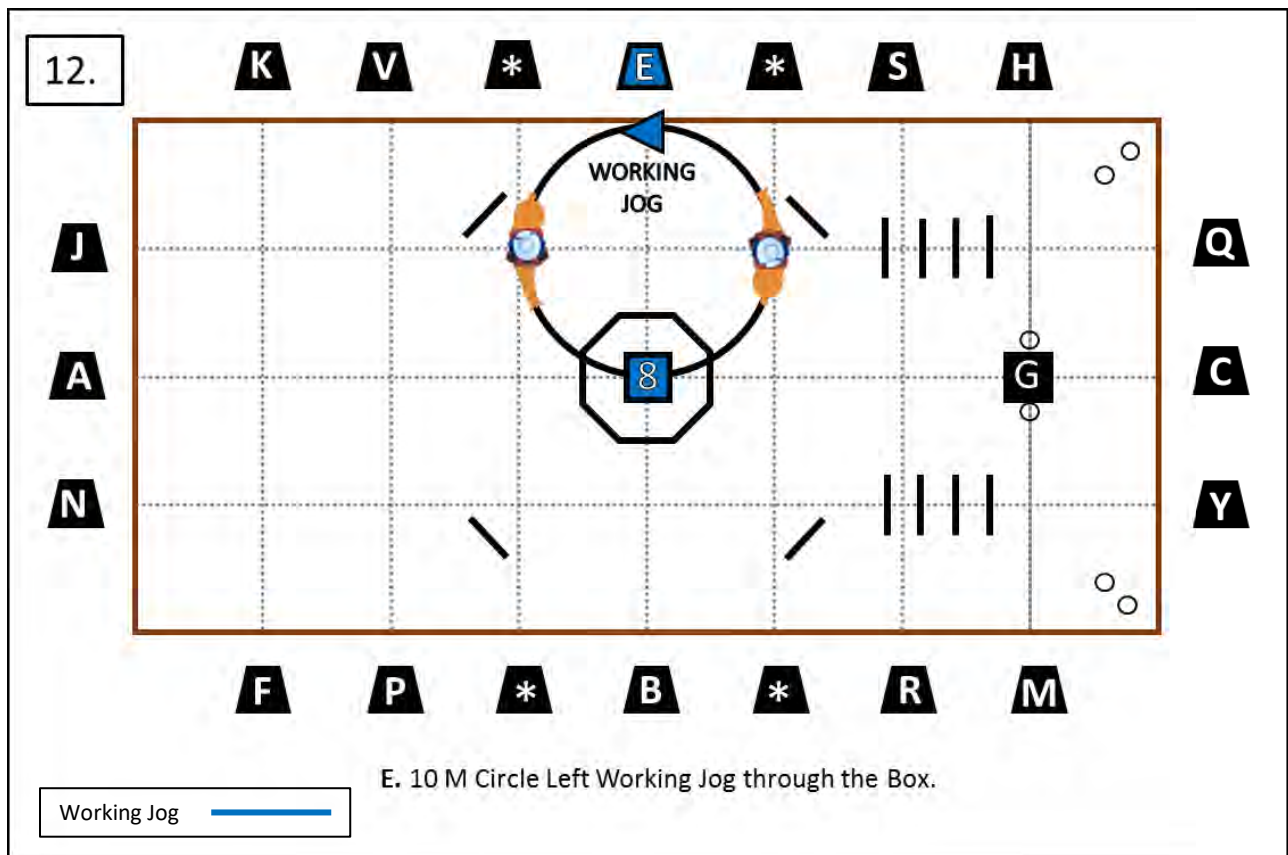 12.
K V * E * S H
WORKING
JOG
J Q
A 8 G C
N Y
F P * B * R M
E. 10 M Circle Left Working Jog through the Box.
Working Jog